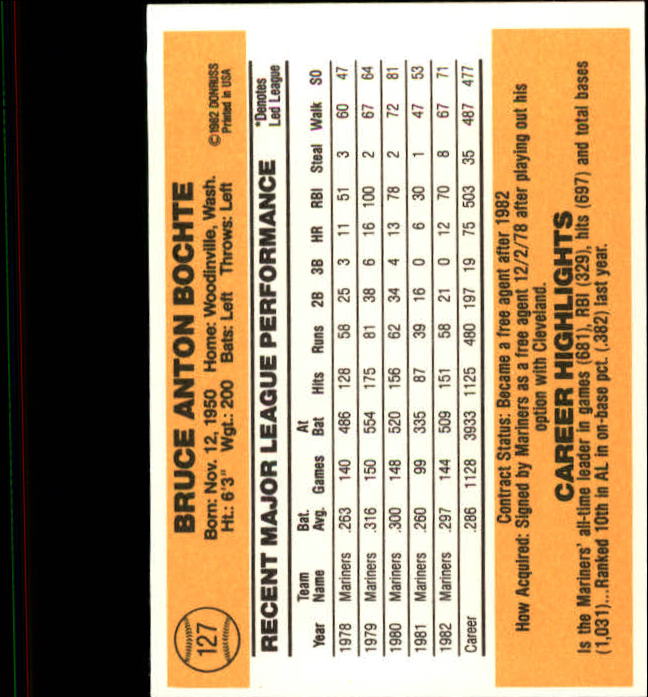 127
BRUCE ANTON BOCHTE
Born: Nov. 12, 1950 Home: Woodinville, Wash. ©1982 DONRUSS
Ht.: 6'3" Wgt.: 200 Bats: Left Throws: Left Printed in USA
RECENT MAJOR LEAGUE PERFORMANCE *Denotes Led League
Year Team Name Bat. Avg. Games At Bat Hits Runs 2B 3B HR RBI Steal Walk SO
1978 Mariners .263 140 486 128 58 25 3 11 51 3 60 47
1979 Mariners .316 150 554 175 81 38 6 16 100 2 67 64
1980 Mariners .300 148 520 156 62 34 4 13 78 2 72 81
1981 Mariners .260 99 335 87 39 16 0 6 30 1 47 53
1982 Mariners .297 144 509 151 58 21 0 12 70 8 67 71
Career .286 1128 3933 1125 480 197 19 75 503 35 487 477
Contract Status: Became a free agent after 1982
How Acquired: Signed by Mariners as a free agent 12/2/78 after playing out his
option with Cleveland.
CAREER HIGHLIGHTS
Is the Mariners' all-time leader in games (681), RBI (329), hits (697) and total bases
(1,031)...Ranked 10th in AL in on-base pct. (.382) last year.